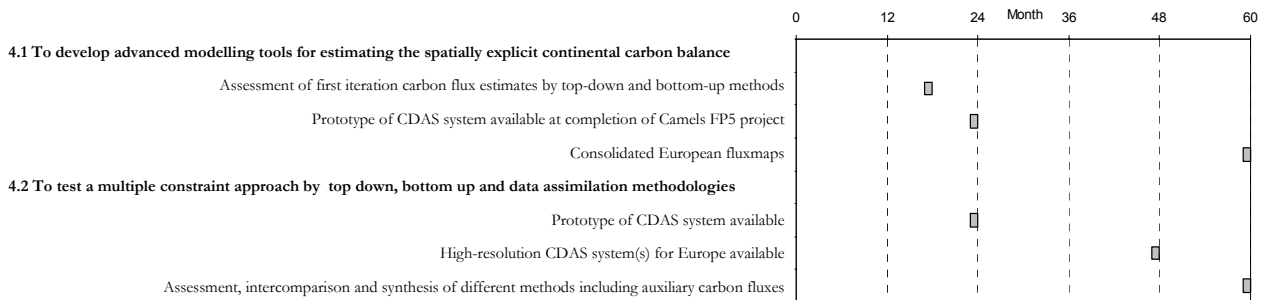 Month
0 12 24 36 48 60
4.1 To develop advanced modelling tools for estimating the spatially explicit continental carbon balance
Assessment of first iteration carbon flux estimates by top-down and bottom-up methods
Prototype of CDAS system available at completion of Camels FP5 project
Consolidated European fluxmaps
4.2 To test a multiple constraint approach by top down, bottom up and data assimilation methodologies
Prototype of CDAS system available
High-resolution CDAS system(s) for Europe available
Assessment, intercomparison and synthesis of different methods including auxiliary carbon fluxes